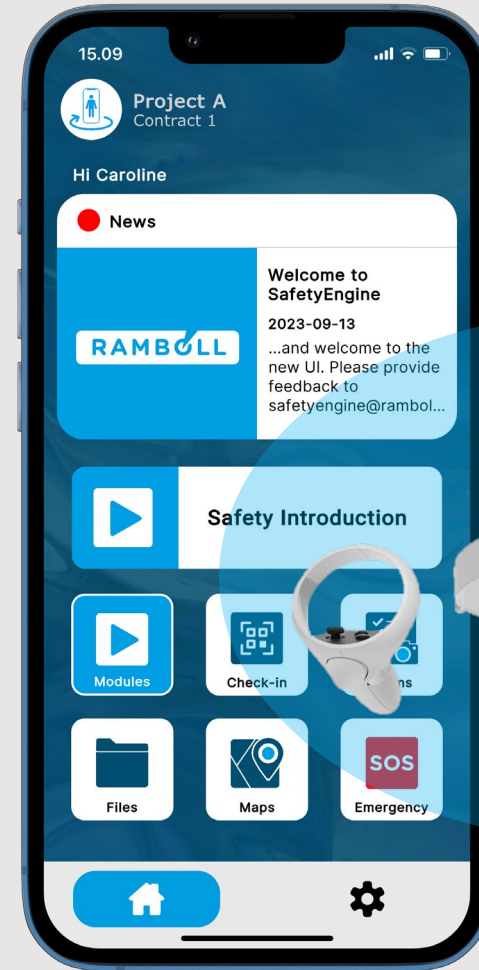 15.09
Project A
Contract 1
Hi Caroline
News
RAMBOLL
Welcome to
SafetyEngine
2023-09-13
...and welcome to the
new UI. Please provide
feedback to
safetyengine@rambol...
Safety Introduction
Modules
Check-in
Files
Maps
SOS
Emergency